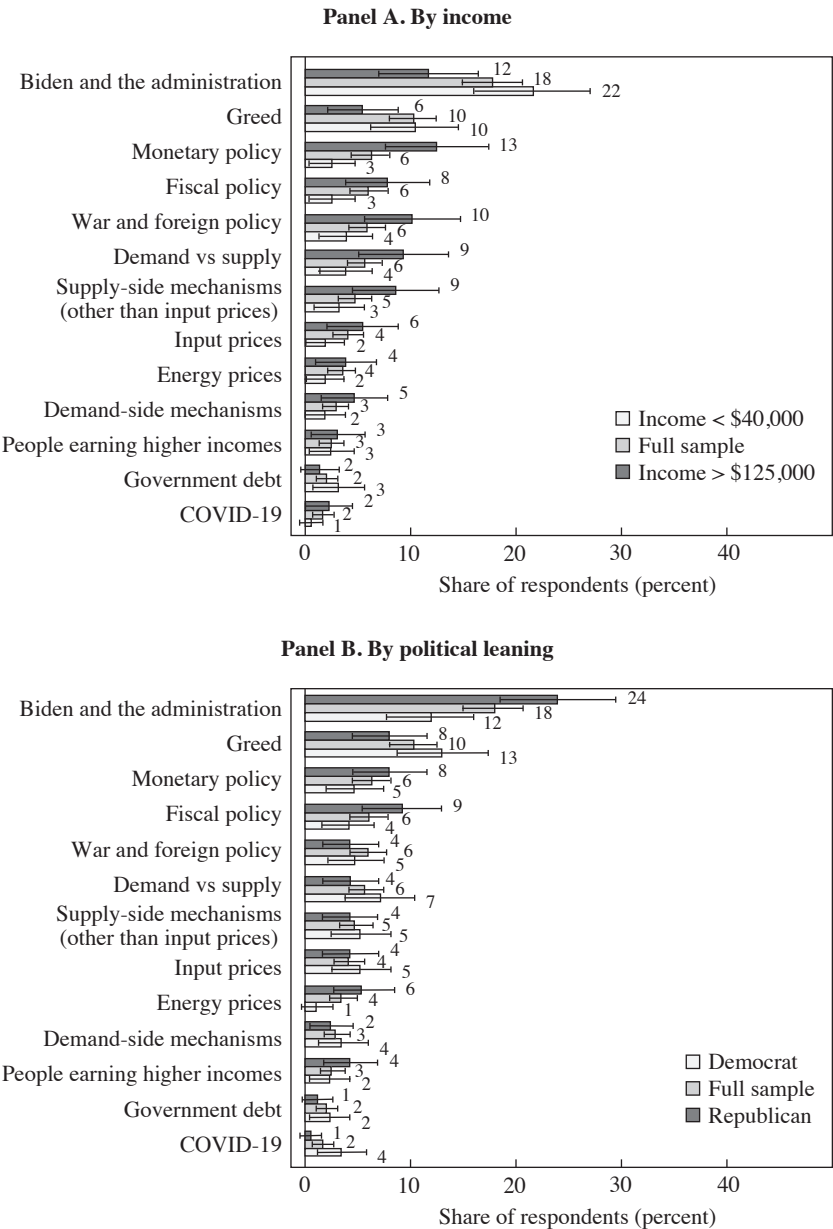 Panel A. By income
Biden and the administration
12
18
22
Greed
6
10
10
Monetary policy
13
6
3
Fiscal policy
8
6
3
War and foreign policy
10
6
4
Demand vs supply
9
6
4
Supply-side mechanisms
(other than input prices)
9
5
3
Input prices
6
4
2
Energy prices
4
4
2
Demand-side mechanisms
5
3
2
People earning higher incomes
3
3
3
Government debt
2
2
3
COVID-19
2
2
1
Income < $40,000
Full sample
Income > $125,000
0 10 20 30 40
Share of respondents (percent)
Panel B. By political leaning
Biden and the administration
24
18
12
Greed
8
10
13
Monetary policy
8
6
5
Fiscal policy
9
6
4
War and foreign policy
4
6
5
Demand vs supply
4
6
7
Supply-side mechanisms
(other than input prices)
4
5
5
Input prices
4
4
5
Energy prices
6
4
1
Demand-side mechanisms
2
3
4
People earning higher incomes
4
3
2
Government debt
1
2
2
COVID-19
1
2
4
Democrat
Full sample
Republican
0 10 20 30 40
Share of respondents (percent)